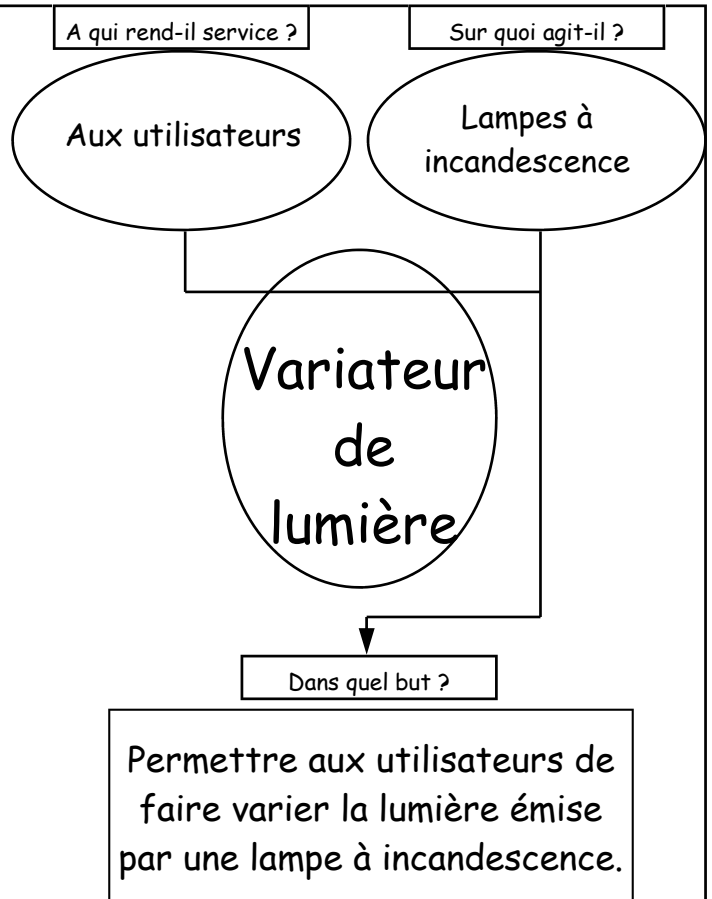 A qui rend-il service ?
Sur quoi agit-il ?
Aux utilisateurs
Lampes à
incandescence
Variateur
de
lumière
Dans quel but ?
Permettre aux utilisateurs de
faire varier la lumière émise
par une lampe à incandescence.